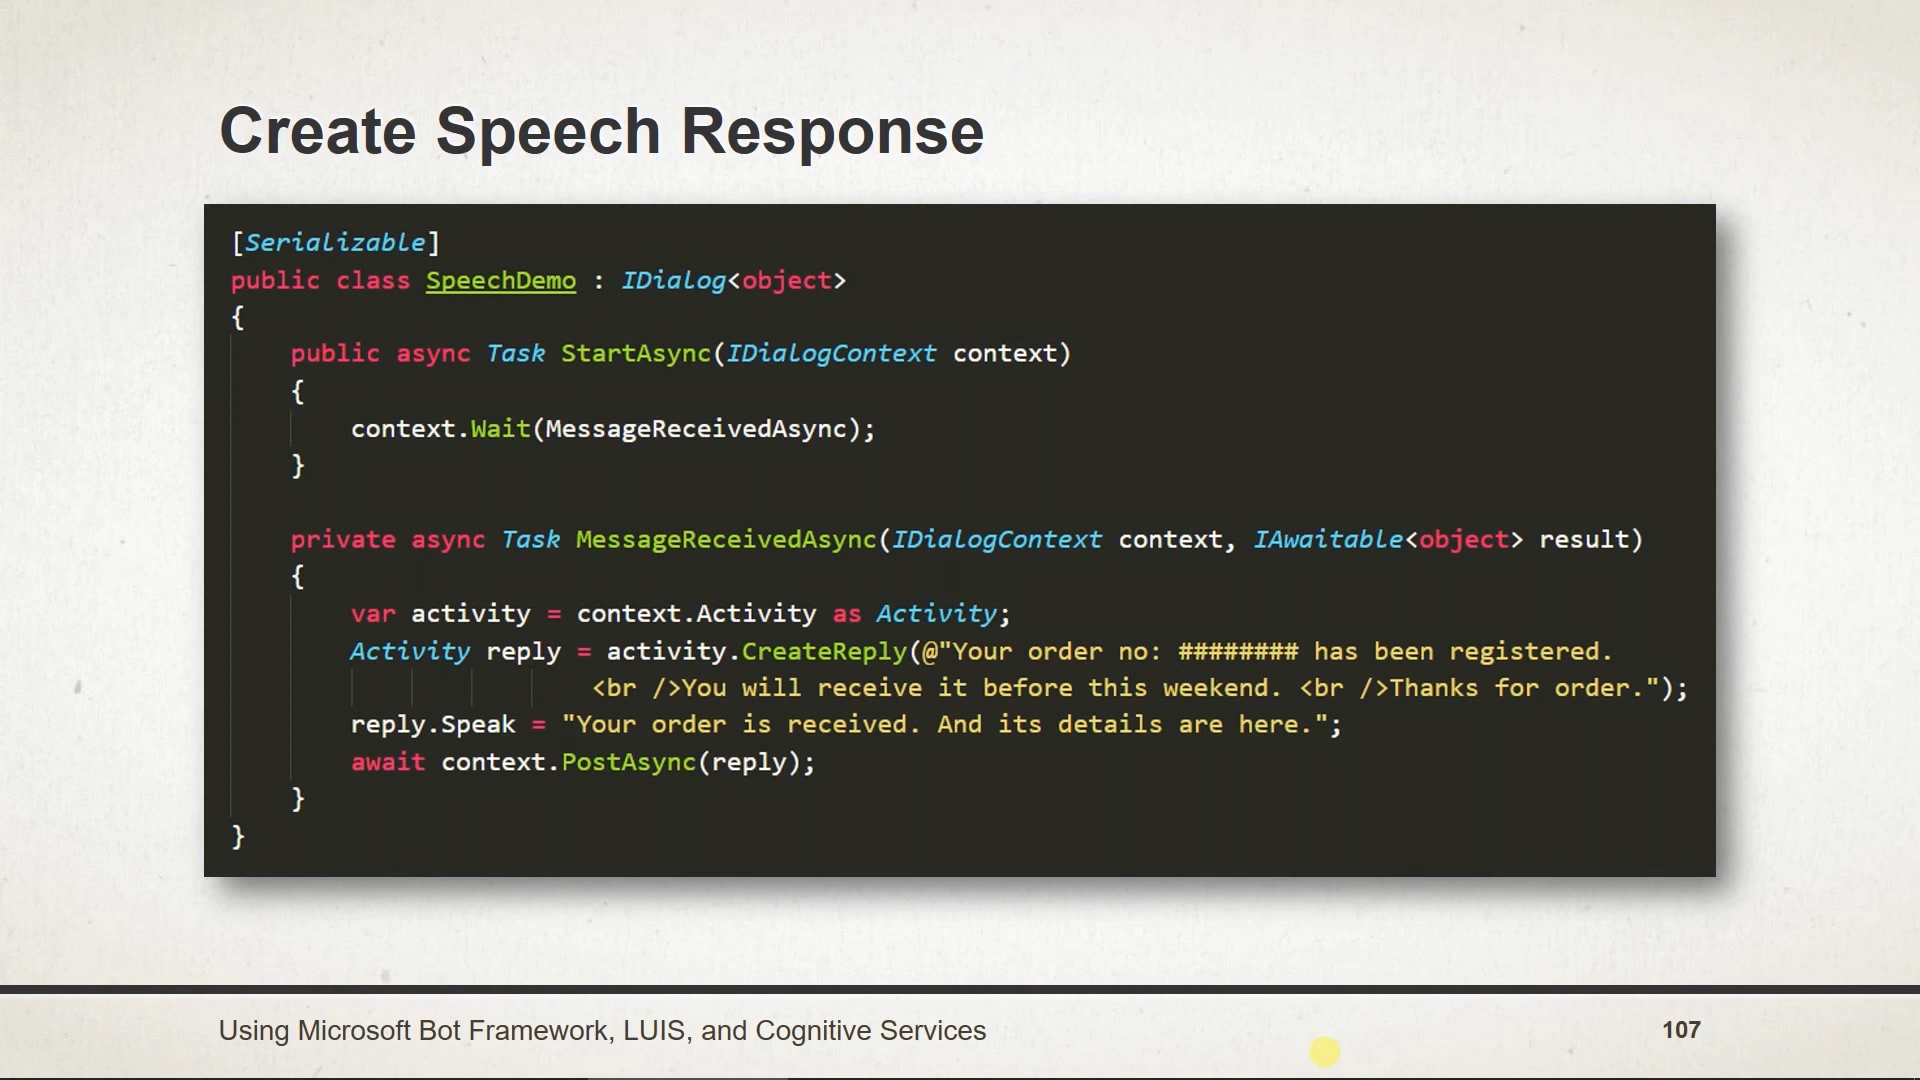 Create Speech Response
[Serializable]
public class SpeechDemo : IDialog<object>
{
    public async Task StartAsync(IDialogContext context)
    {
        context.Wait(MessageReceivedAsync);
    }
    private async Task MessageReceivedAsync(IDialogContext context, IAwaitable<object> result)
    {
        var activity = context.Activity as Activity;
        Activity reply = activity.CreateReply(@"Your order no: ######## has been registered.
                        <br />You will receive it before this weekend. <br />Thanks for order.");
        reply.Speak = "Your order is received. And its details are here.";
        await context.PostAsync(reply);
    }
}
Using Microsoft Bot Framework, LUIS, and Cognitive Services
107